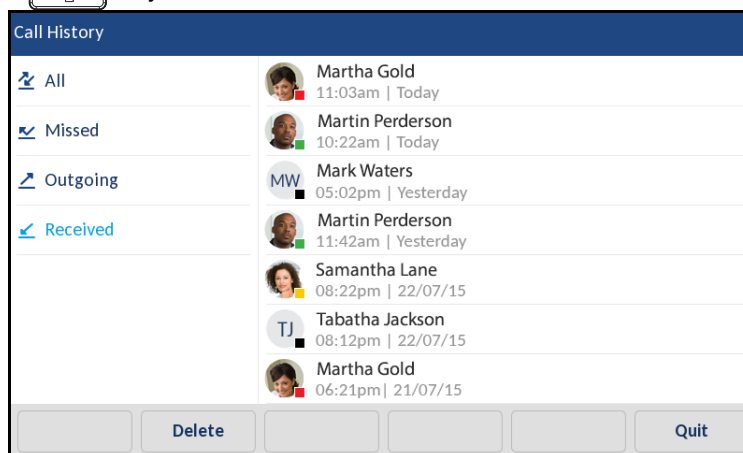 Call History
All
Missed
Outgoing
Received
Martha Gold
11:03am | Today
Martin Perderson
10:22am | Today
MW
Mark Waters
05:02pm | Yesterday
Martin Perderson
11:42am | Yesterday
Samantha Lane
08:22pm | 22/07/15
TJ
Tabatha Jackson
08:12pm | 22/07/15
Martha Gold
06:21pm| 21/07/15
Delete
Quit